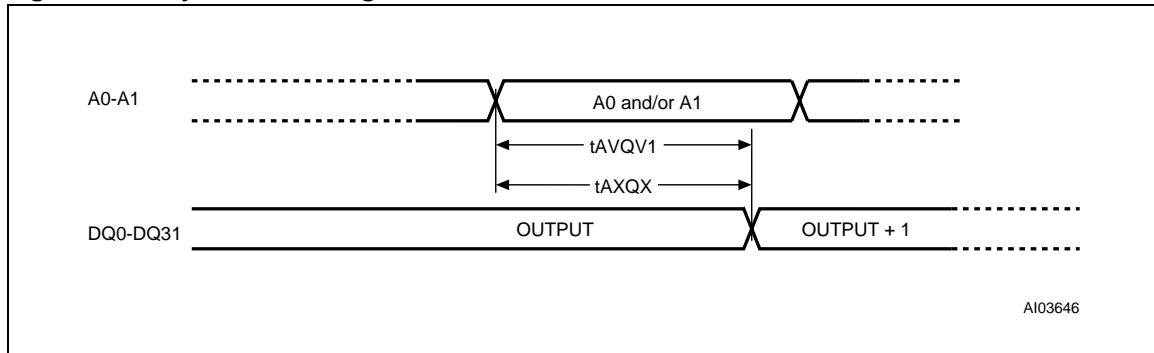 A0-A1
A0 and/or A1
tAVQV1
tAXQX
DQ0-DQ31
OUTPUT
OUTPUT + 1
AI03646